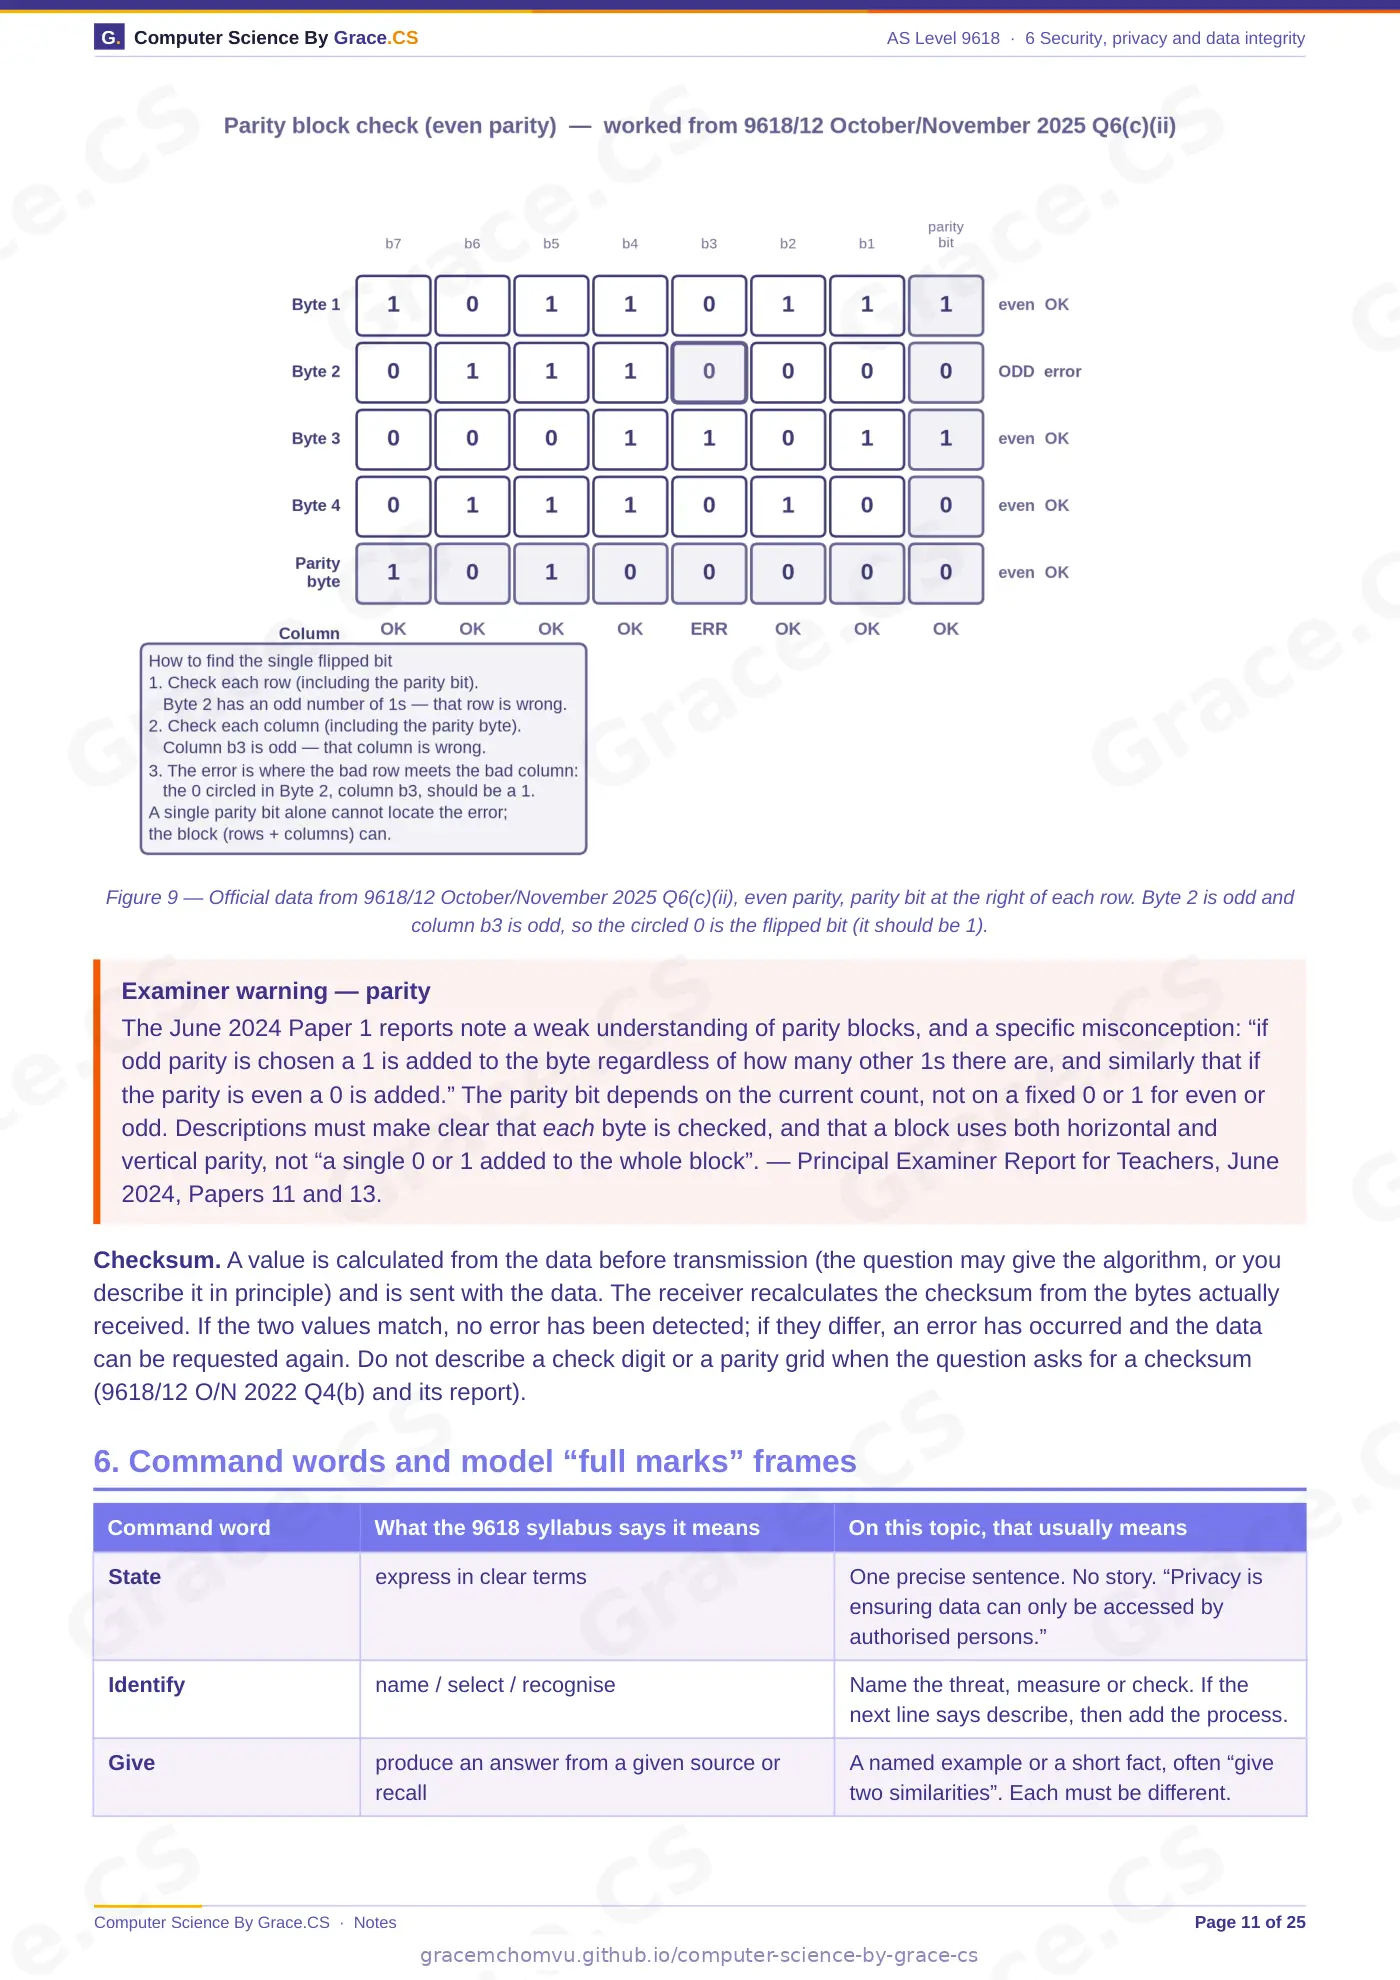 G. Computer Science By Grace.CS
AS Level 9618 · 6 Security, privacy and data integrity
Parity block check (even parity) — worked from 9618/12 October/November 2025 Q6(c)(ii)
b7 b6 b5 b4 b3 b2 b1 parity bit
Byte 1 1 0 1 1 0 1 1 1 even OK
Byte 2 0 1 1 1 0 0 0 0 ODD error
Byte 3 0 0 0 1 1 0 1 1 even OK
Byte 4 0 1 1 1 0 1 0 0 even OK
Parity byte 1 0 1 0 0 0 0 0 even OK
Column OK OK OK OK ERR OK OK OK
How to find the single flipped bit
1. Check each row (including the parity bit).
Byte 2 has an odd number of 1s — that row is wrong.
2. Check each column (including the parity byte).
Column b3 is odd — that column is wrong.
3. The error is where the bad row meets the bad column:
the 0 circled in Byte 2, column b3, should be a 1.
A single parity bit alone cannot locate the error;
the block (rows + columns) can.
Figure 9 — Official data from 9618/12 October/November 2025 Q6(c)(ii), even parity, parity bit at the right of each row. Byte 2 is odd and
column b3 is odd, so the circled 0 is the flipped bit (it should be 1).
Examiner warning — parity
The June 2024 Paper 1 reports note a weak understanding of parity blocks, and a specific misconception: “if
odd parity is chosen a 1 is added to the byte regardless of how many other 1s there are, and similarly that if
the parity is even a 0 is added.” The parity bit depends on the current count, not on a fixed 0 or 1 for even or
odd. Descriptions must make clear that each byte is checked, and that a block uses both horizontal and
vertical parity, not “a single 0 or 1 added to the whole block”. — Principal Examiner Report for Teachers, June
2024, Papers 11 and 13.
Checksum. A value is calculated from the data before transmission (the question may give the algorithm, or you
describe it in principle) and is sent with the data. The receiver recalculates the checksum from the bytes actually
received. If the two values match, no error has been detected; if they differ, an error has occurred and the data
can be requested again. Do not describe a check digit or a parity grid when the question asks for a checksum
(9618/12 O/N 2022 Q4(b) and its report).
6. Command words and model “full marks” frames
Command word What the 9618 syllabus says it means On this topic, that usually means
State express in clear terms One precise sentence. No story. “Privacy is
ensuring data can only be accessed by
authorised persons.”
Identify name / select / recognise Name the threat, measure or check. If the
next line says describe, then add the process.
Give produce an answer from a given source or A named example or a short fact, often “give
recall two similarities”. Each must be different.
Computer Science By Grace.CS · Notes
Page 11 of 25
gracemchomvu.github.io/computer-science-by-grace-cs